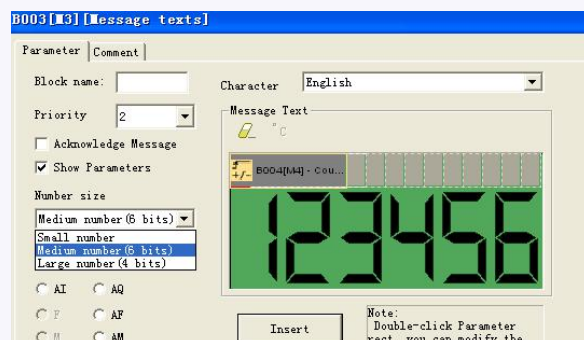 B003[M3][Message texts]
Parameter
Comment
Block name:
Character
English
Priority
2
Message Text
°C
Acknowledge Message
Show Parameters
B004[M4] - Cou...
Number size
Medium number(6 bits)
Small number
Medium number(6 bits)
Large number(4 bits)
123456
AI
AQ
F
AF
M
AM
Insert
Note:
Double-click Parameter
rect, you can modify the